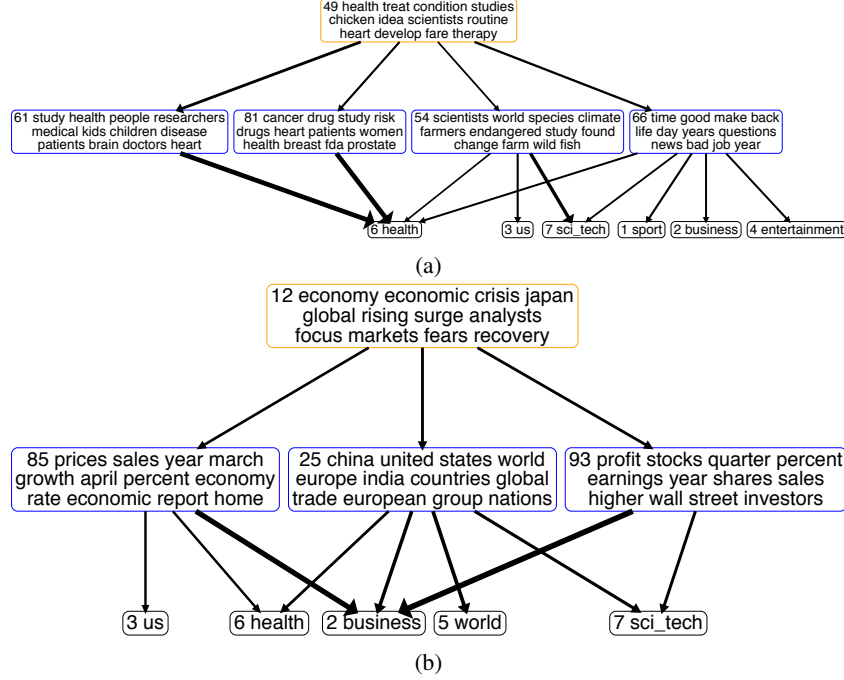 49 health treat condition studies
chicken idea scientists routine
heart develop fare therapy
61 study health people researchers
medical kids children disease
patients brain doctors heart
81 cancer drug study risk
drugs heart patients women
health breast fda prostate
54 scientists world species climate
farmers endangered study found
change farm wild fish
66 time good make back
life day years questions
news bad job year
6 health
3 us
7 sci_tech
1 sport
2 business
4 entertainment
(a)
12 economy economic crisis japan
global rising surge analysts
focus markets fears recovery
85 prices sales year march
growth april percent economy
rate economic report home
25 china united states world
europe india countries global
trade european group nations
93 profit stocks quarter percent
earnings year shares sales
higher wall street investors
3 us
6 health
2 business
5 world
7 sci_tech
(b)